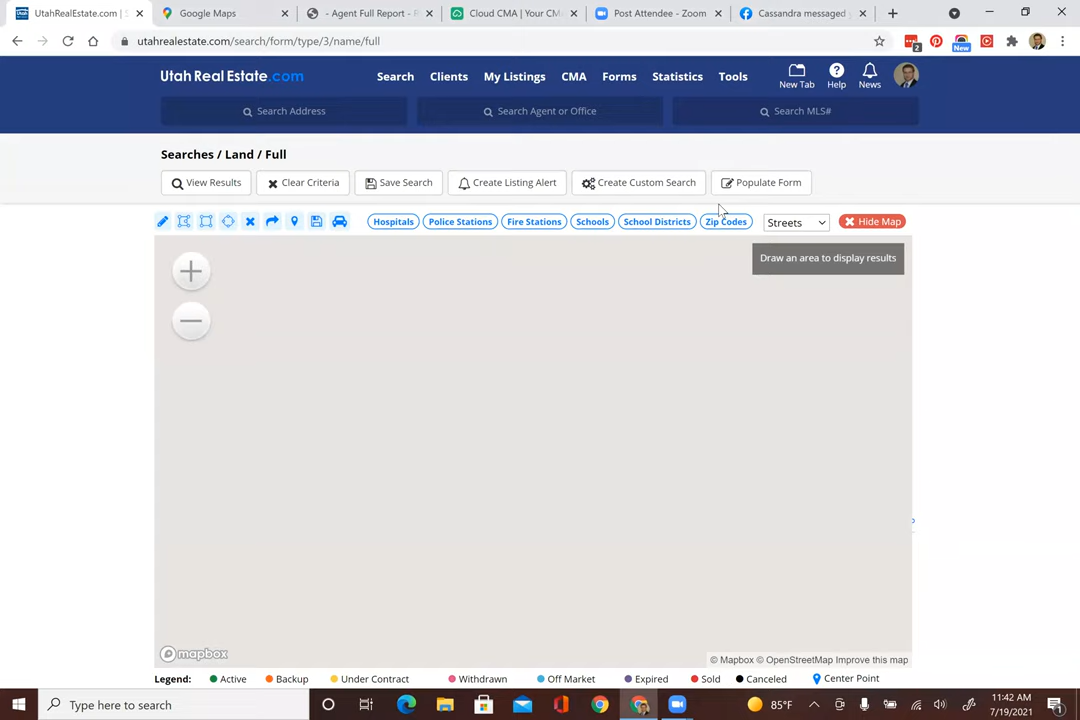 UtahRealEstate.com | S
Google Maps
- Agent Full Report - R
Cloud CMA | Your CM
Post Attendee - Zoom
Cassandra messaged y
utahrealestate.com/search/form/type/3/name/full
2
New
Utah Real Estate.com
Search
Clients
My Listings
CMA
Forms
Statistics
Tools
New Tab
Help
News
Search Address
Search Agent or Office
Search MLS#
Searches / Land / Full
View Results
Clear Criteria
Save Search
Create Listing Alert
Create Custom Search
Populate Form
Hospitals
Police Stations
Fire Stations
Schools
School Districts
Zip Codes
Streets
Hide Map
Draw an area to display results
mapbox
© Mapbox © OpenStreetMap Improve this map
Legend:
Active
Backup
Under Contract
Withdrawn
Off Market
Expired
Sold
Canceled
Center Point
Type here to search
85°F
11:42 AM
7/19/2021
1